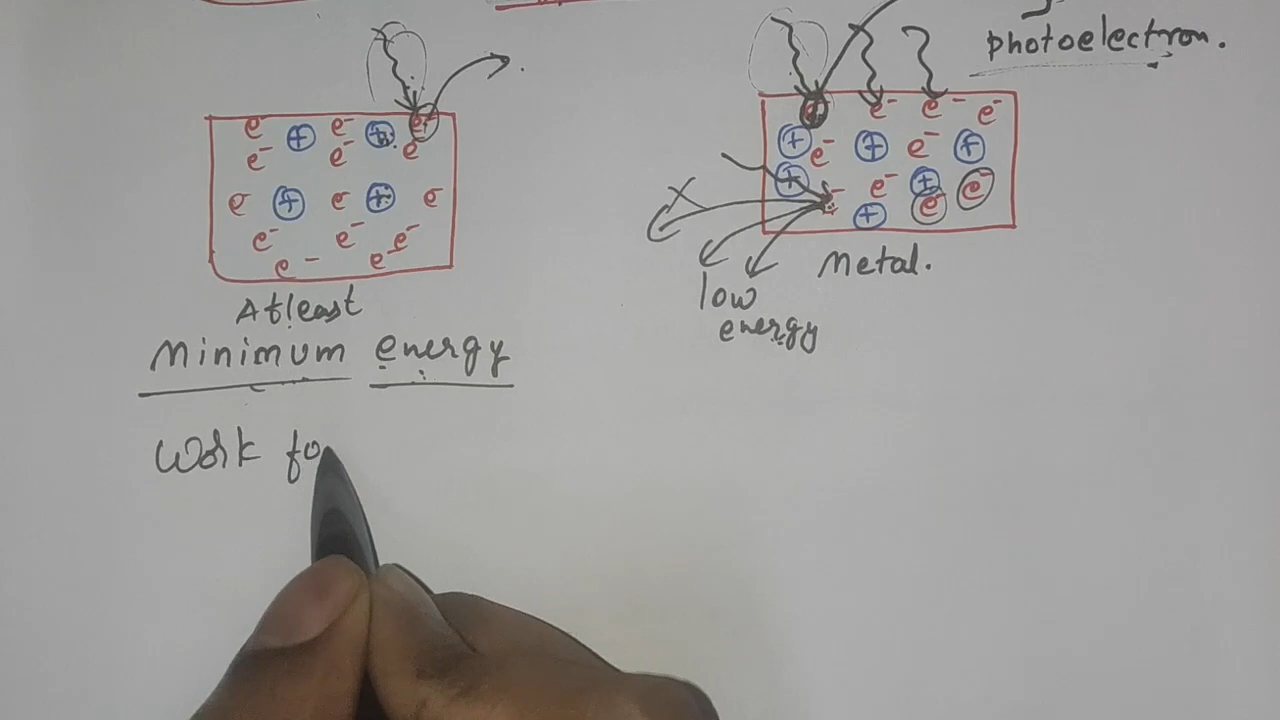 photoelectron.
e⁻ e⁻ + e⁻
e⁻ + e⁻ + e⁻
e⁻ e⁻ e⁻
+ e⁻ + e⁻ +
e⁻ + e⁻ + e⁻
+ e⁻ + e⁻
+ e⁻
e⁻ e⁻ e⁻
e⁻ e⁻
Metal.
low
energy
Atleast
Minimum energy
Work fo